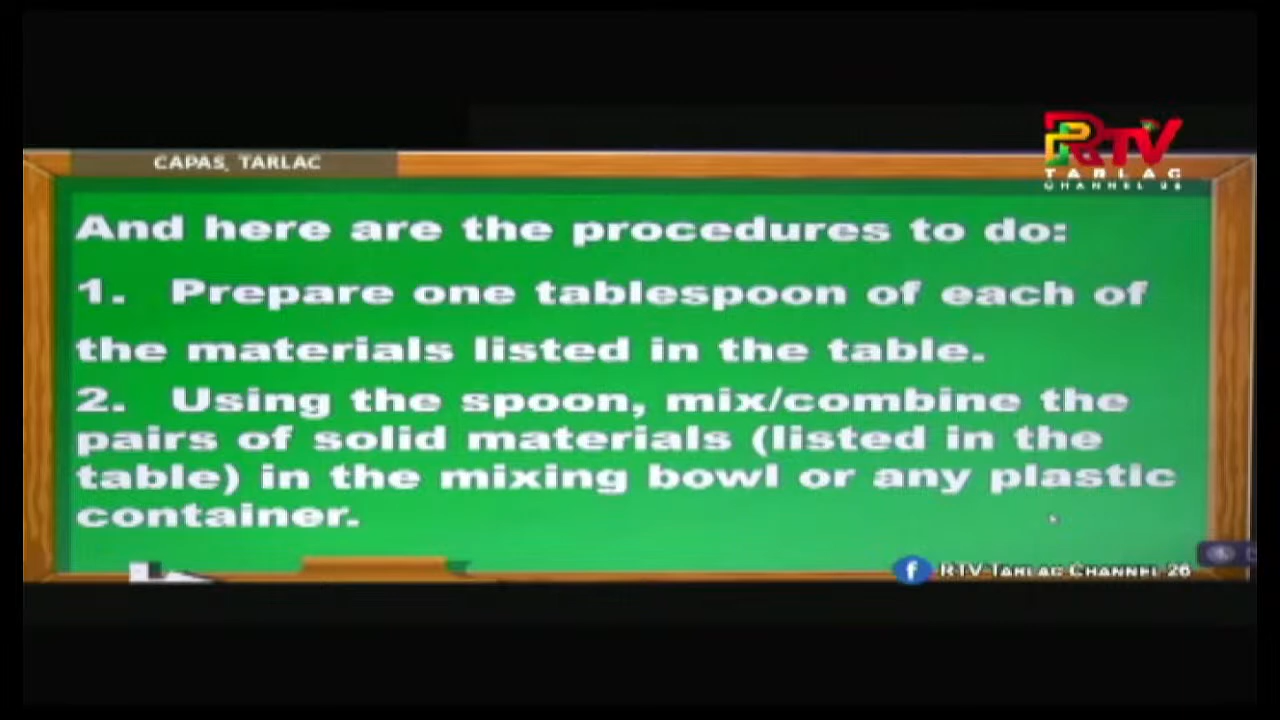 CAPAS, TARLAC
RTV
TARLAC
CHANNEL 26
And here are the procedures to do:
1. Prepare one tablespoon of each of
the materials listed in the table.
2. Using the spoon, mix/combine the
pairs of solid materials (listed in the
table) in the mixing bowl or any plastic
container.
f RTV TARLAC CHANNEL 26